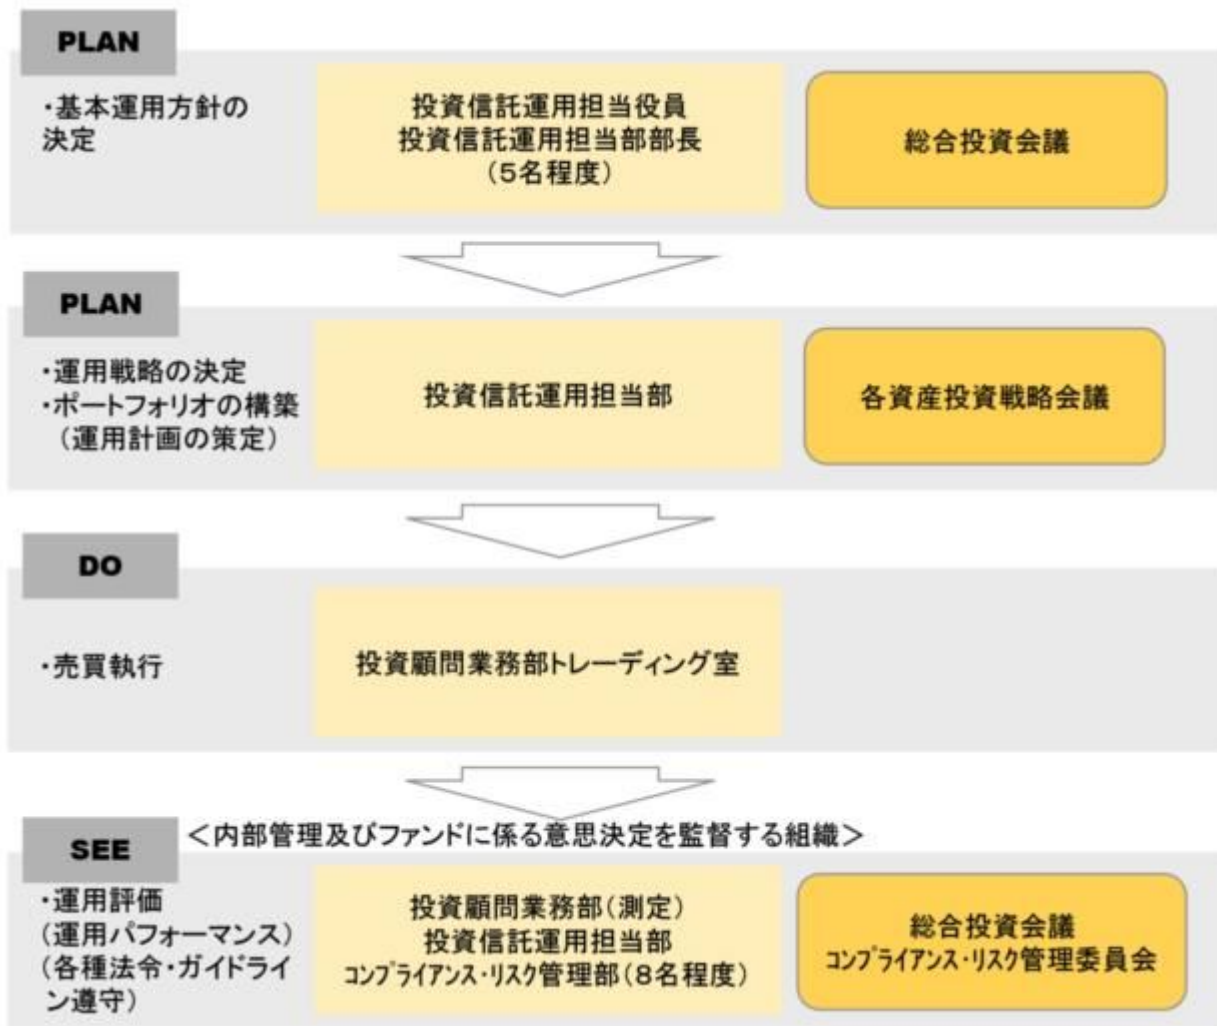 PLAN
・基本運用方針の
決定
投資信託運用担当役員
投資信託運用担当部部長
(5名程度)
総合投資会議
PLAN
・運用戦略の決定
・ポートフォリオの構築
(運用計画の策定)
投資信託運用担当部
各資産投資戦略会議
DO
・売買執行
投資顧問業務部トレーディング室
SEE
＜内部管理及びファンドに係る意思決定を監督する組織＞
・運用評価
(運用パフォーマンス)
(各種法令・ガイドライ
ン遵守)
投資顧問業務部(測定)
投資信託運用担当部
コンプライアンス・リスク管理部(8名程度)
総合投資会議
コンプライアンス・リスク管理委員会